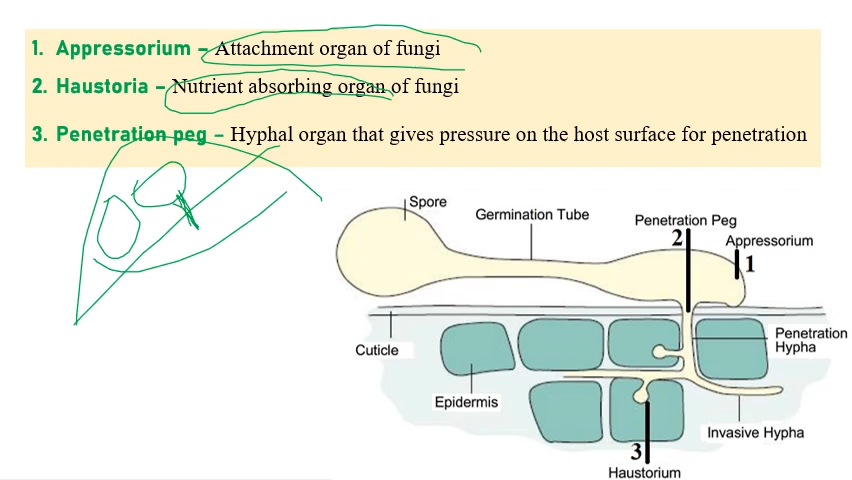 1. Appressorium – Attachment organ of fungi
2. Haustoria – Nutrient absorbing organ of fungi
3. Penetration peg – Hyphal organ that gives pressure on the host surface for penetration
Spore
Germination Tube
Penetration Peg
2
Appressorium
1
Cuticle
Penetration
Hypha
Epidermis
Invasive Hypha
3
Haustorium